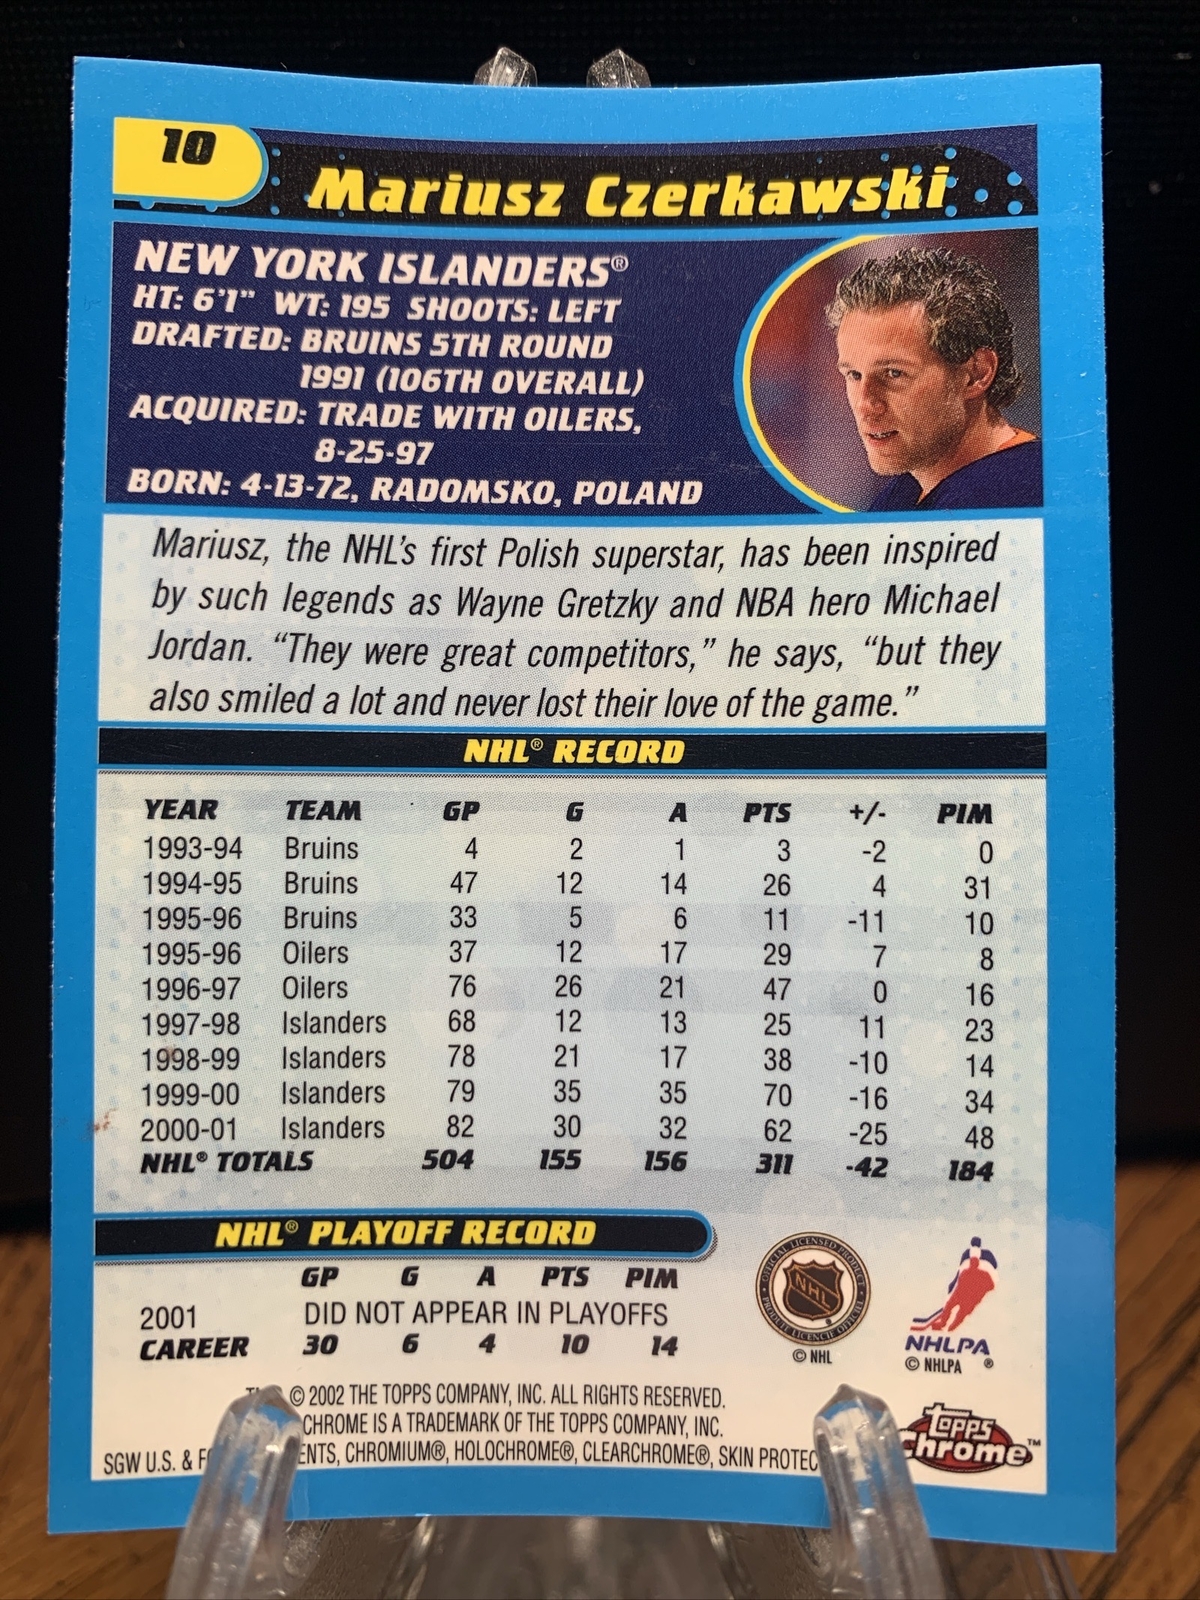 10
Mariusz Czerkawski
NEW YORK ISLANDERS®
HT: 6'1" WT: 195 SHOOTS: LEFT
DRAFTED: BRUINS 5TH ROUND
1991 (106TH OVERALL)
ACQUIRED: TRADE WITH OILERS,
8-25-97
BORN: 4-13-72, RADOMSKO, POLAND
Mariusz, the NHL's first Polish superstar, has been inspired
by such legends as Wayne Gretzky and NBA hero Michael
Jordan. “They were great competitors,” he says, “but they
also smiled a lot and never lost their love of the game.”
NHL® RECORD
YEAR TEAM GP G A PTS +/- PIM
1993-94 Bruins 4 2 1 3 -2 0
1994-95 Bruins 47 12 14 26 4 31
1995-96 Bruins 33 5 6 11 -11 10
1995-96 Oilers 37 12 17 29 7 8
1996-97 Oilers 76 26 21 47 0 16
1997-98 Islanders 68 12 13 25 11 23
1998-99 Islanders 78 21 17 38 -10 14
1999-00 Islanders 79 35 35 70 -16 34
2000-01 Islanders 82 30 32 62 -25 48
NHL® TOTALS 504 155 156 311 -42 184
NHL® PLAYOFF RECORD
GP G A PTS PIM
2001 DID NOT APPEAR IN PLAYOFFS
CAREER 30 6 4 10 14
OFFICIAL LICENSED PRODUCT
NHL
PRODUIT LICENCIÉ OFFICIEL
© NHL
NHLPA
© NHLPA ®
© 2002 THE TOPPS COMPANY, INC. ALL RIGHTS RESERVED.
CHROME IS A TRADEMARK OF THE TOPPS COMPANY, INC.
SGW U.S. & CHROMIUM®, HOLOCHROME®, CLEARCHROME®, SKIN
Topps
Chrome™